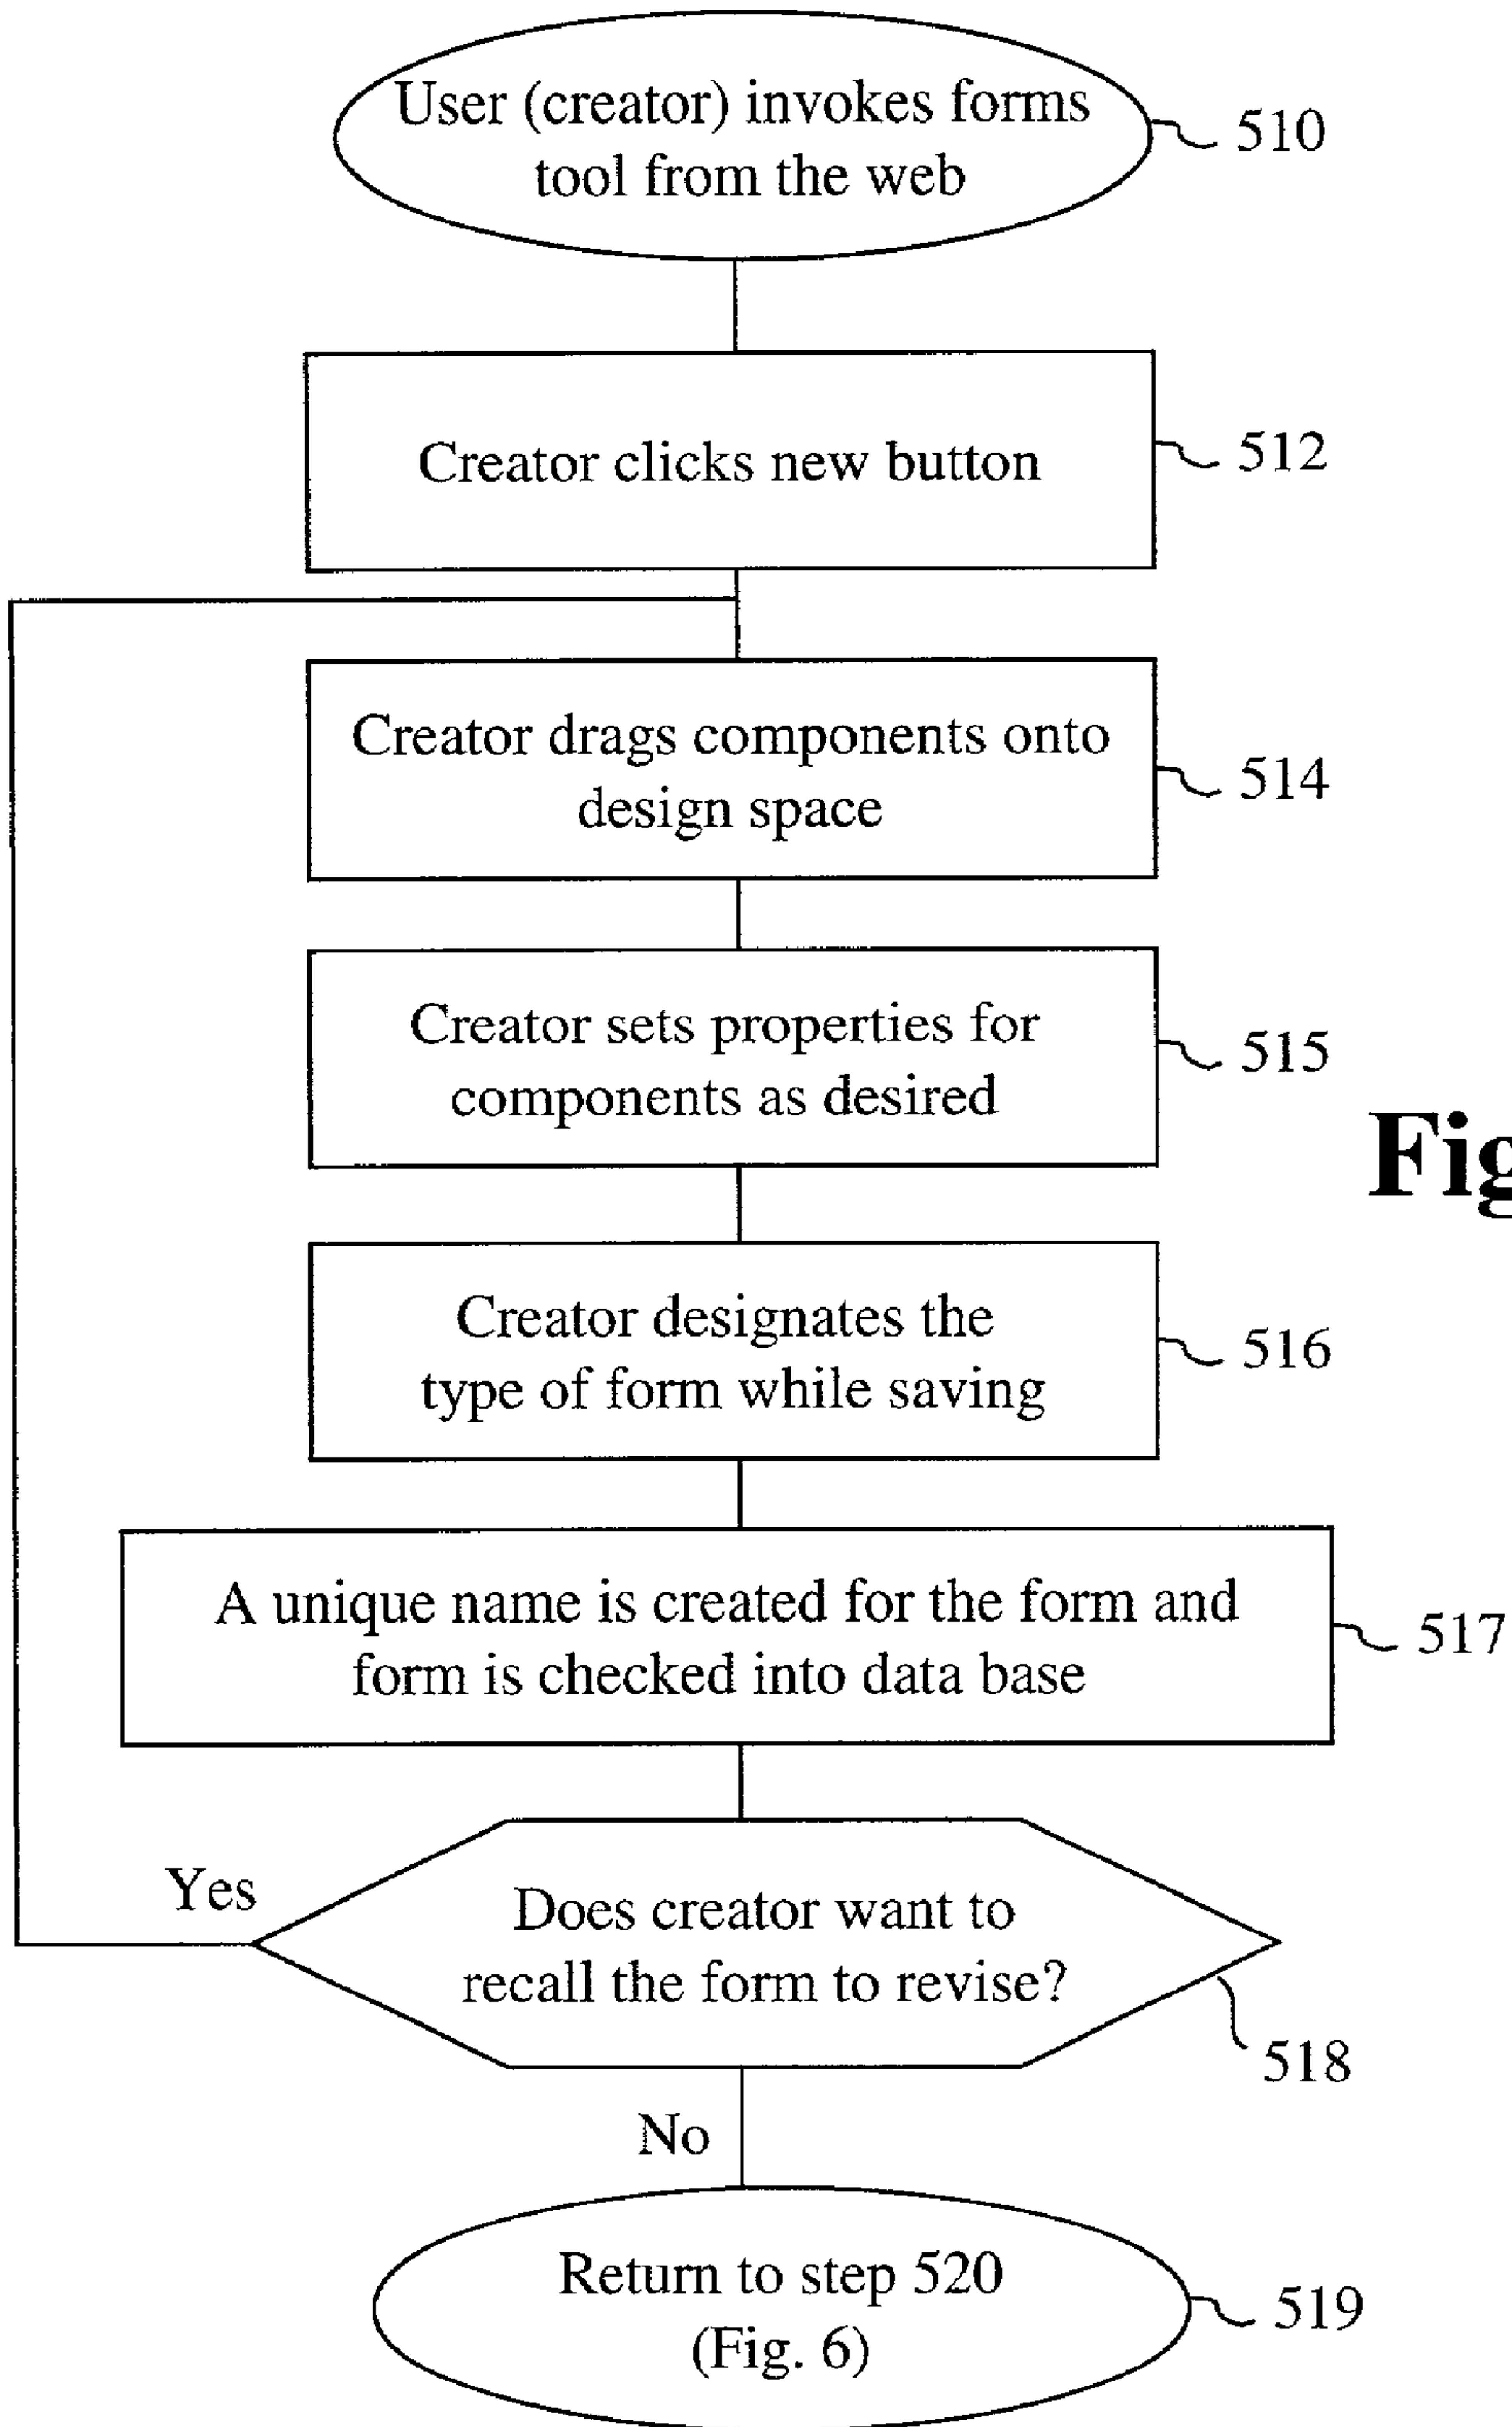 User (creator) invokes forms
tool from the web
510
Creator clicks new button
512
Creator drags components onto
design space
514
Creator sets properties for
components as desired
515
Fig
Creator designates the
type of form while saving
516
A unique name is created for the form and
form is checked into data base
517
Yes
Does creator want to
recall the form to revise?
518
No
Return to step 520
(Fig. 6)
519